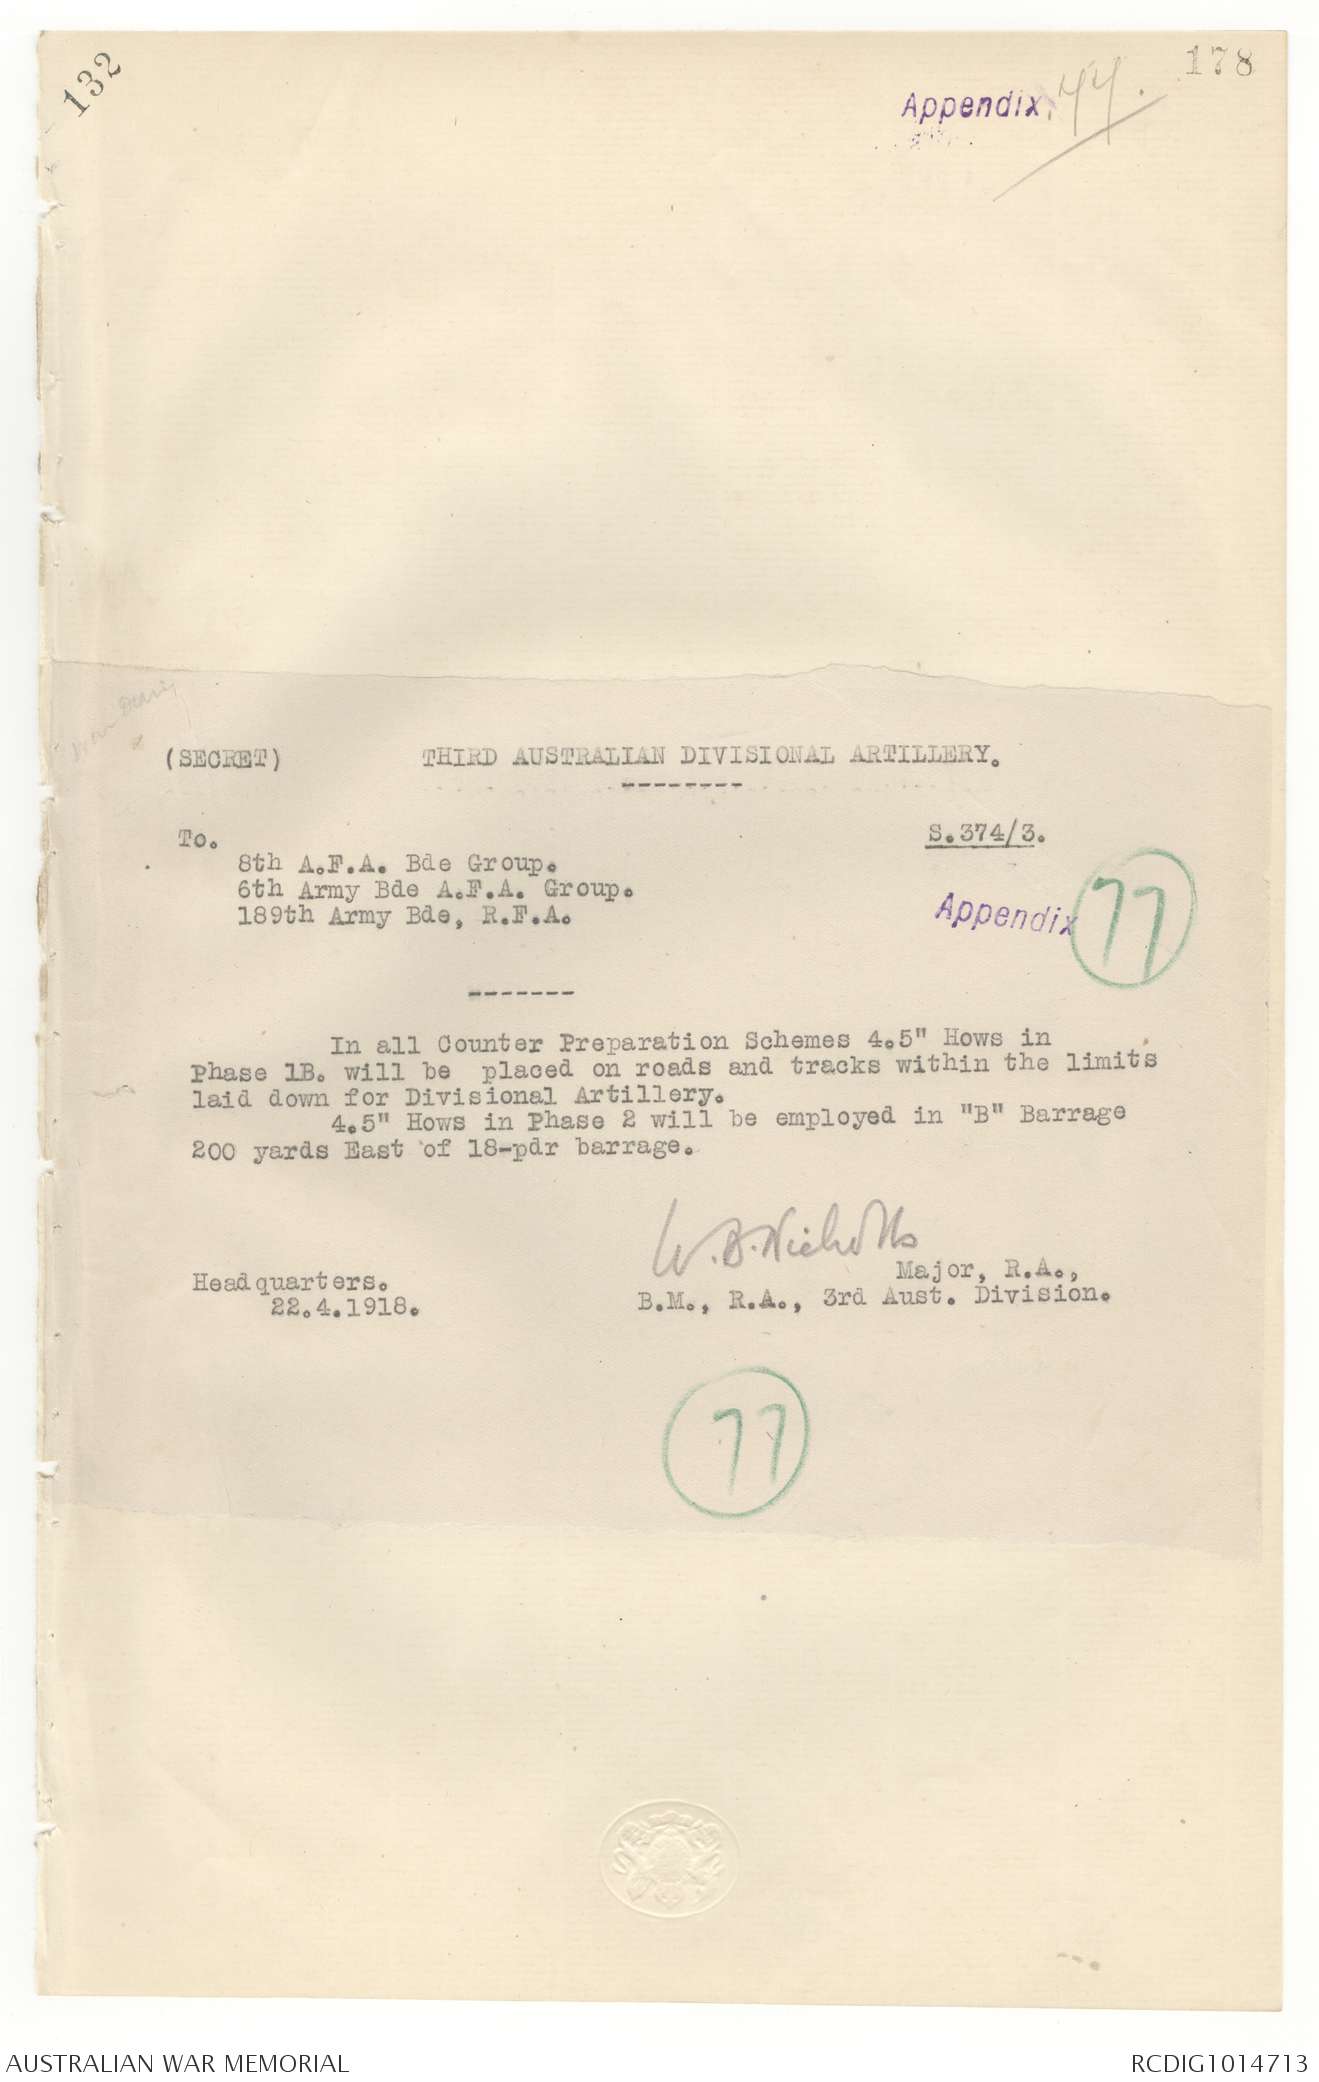 132
178
Appendix 77.
War Diary
(SECRET) THIRD AUSTRALIAN DIVISIONAL ARTILLERY.
--------
To. S.374/3.
8th A.F.A. Bde Group.
6th Army Bde A.F.A. Group.
189th Army Bde, R.F.A.
Appendix 77
-------
In all Counter Preparation Schemes 4.5" Hows in
Phase 1B. will be placed on roads and tracks within the limits
laid down for Divisional Artillery.
4.5" Hows in Phase 2 will be employed in "B" Barrage
200 yards East of 18-pdr barrage.
W.B. Nicholls
Major, R.A.,
Headquarters.
22.4.1918.
B.M., R.A., 3rd Aust. Division.
77
AUSTRALIAN WAR MEMORIAL
RCDIG1014713